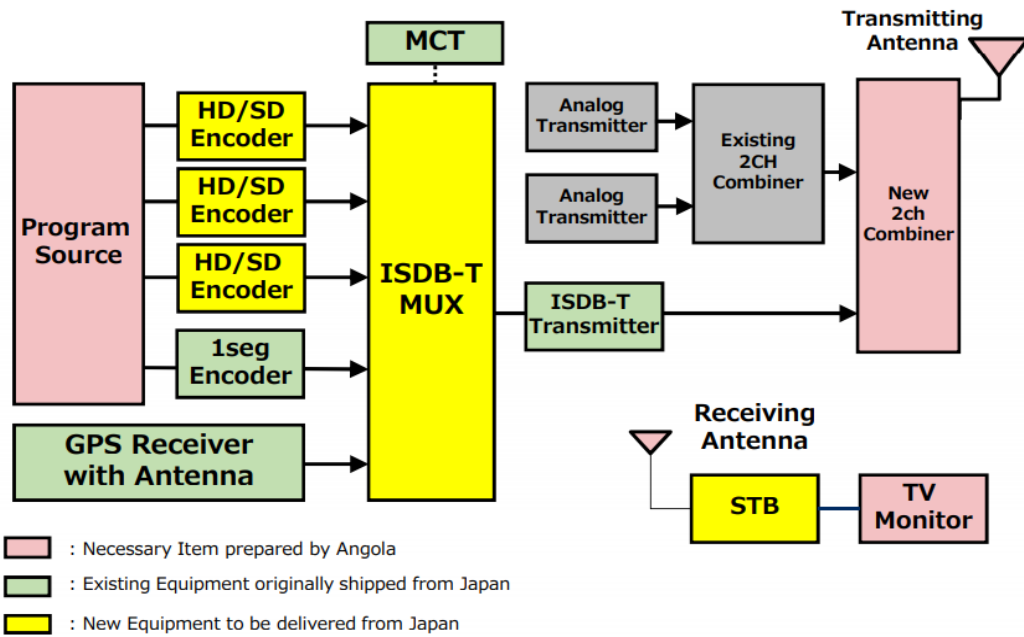 MCT
Transmitting
Antenna
Program
Source
HD/SD
Encoder
HD/SD
Encoder
HD/SD
Encoder
1seg
Encoder
GPS Receiver
with Antenna
ISDB-T
MUX
Analog
Transmitter
Analog
Transmitter
Existing
2CH
Combiner
ISDB-T
Transmitter
New
2ch
Combiner
Receiving
Antenna
STB
TV
Monitor
: Necessary Item prepared by Angola
: Existing Equipment originally shipped from Japan
: New Equipment to be delivered from Japan